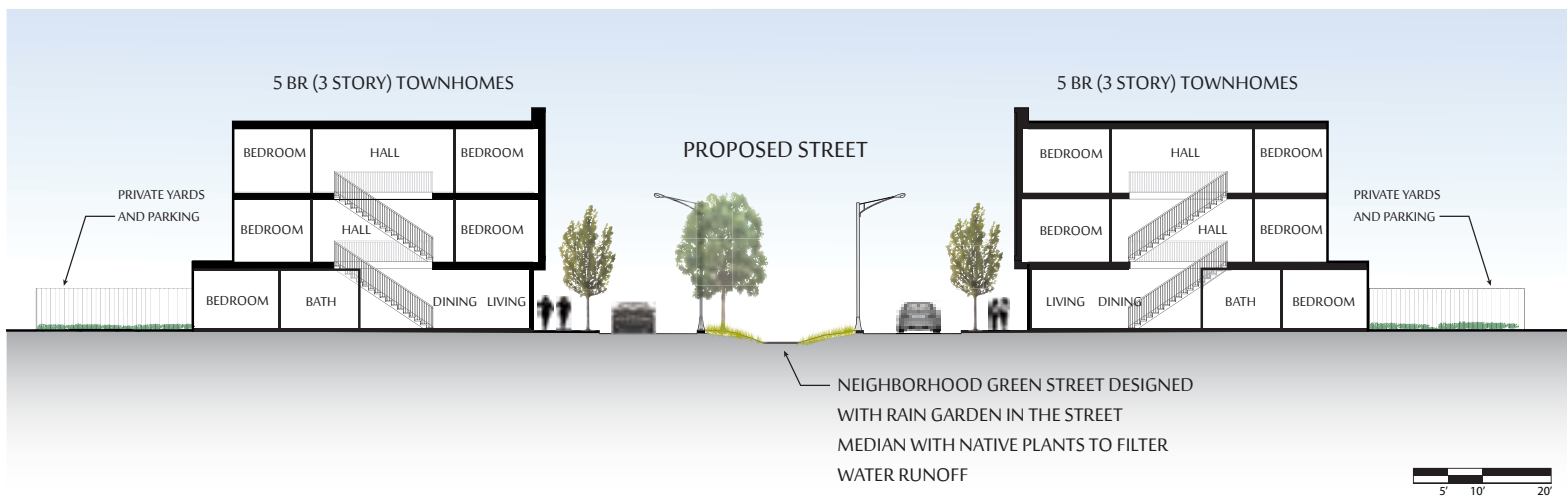 5 BR (3 STORY) TOWNHOMES
5 BR (3 STORY) TOWNHOMES
PROPOSED STREET
BEDROOM HALL BEDROOM
BEDROOM HALL BEDROOM
PRIVATE YARDS
AND PARKING
PRIVATE YARDS
AND PARKING
BEDROOM HALL BEDROOM
BEDROOM HALL BEDROOM
BEDROOM BATH DINING LIVING
LIVING DINING BATH BEDROOM
NEIGHBORHOOD GREEN STREET DESIGNED
WITH RAIN GARDEN IN THE STREET
MEDIAN WITH NATIVE PLANTS TO FILTER
WATER RUNOFF
5' 10' 20'